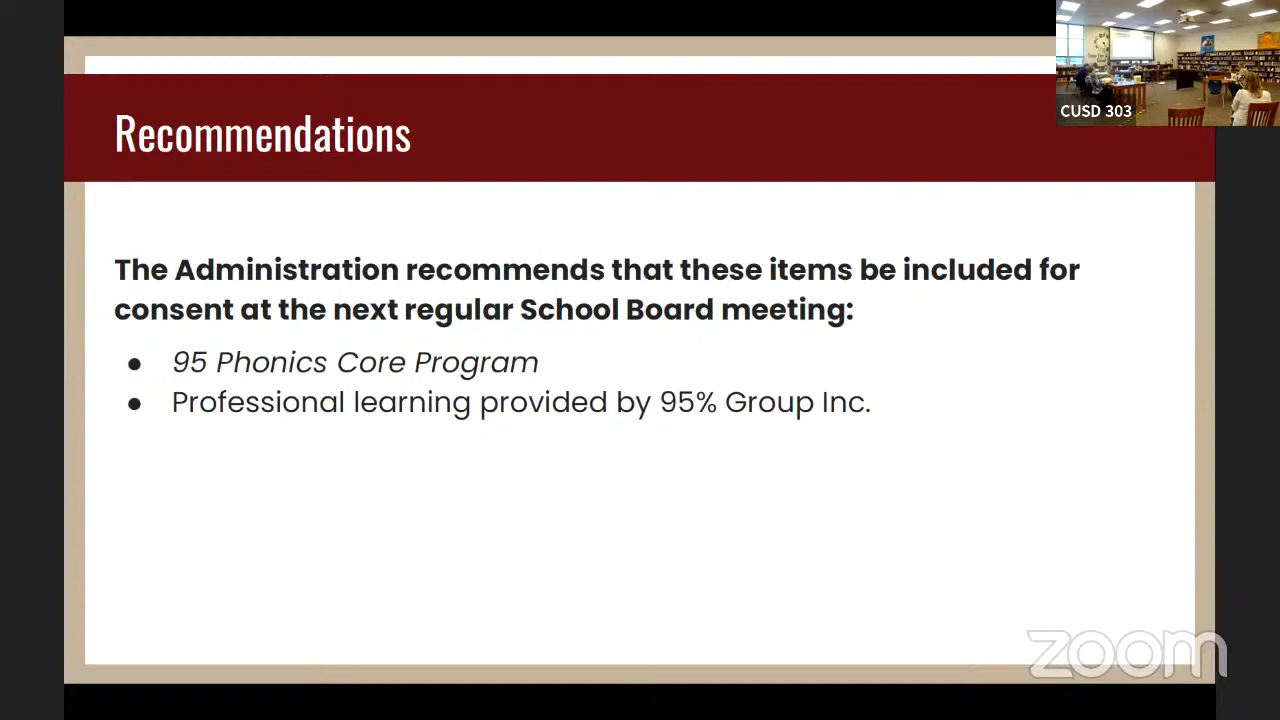 CUSD 303
Recommendations
The Administration recommends that these items be included for
consent at the next regular School Board meeting:
● 95 Phonics Core Program
● Professional learning provided by 95% Group Inc.
zoom